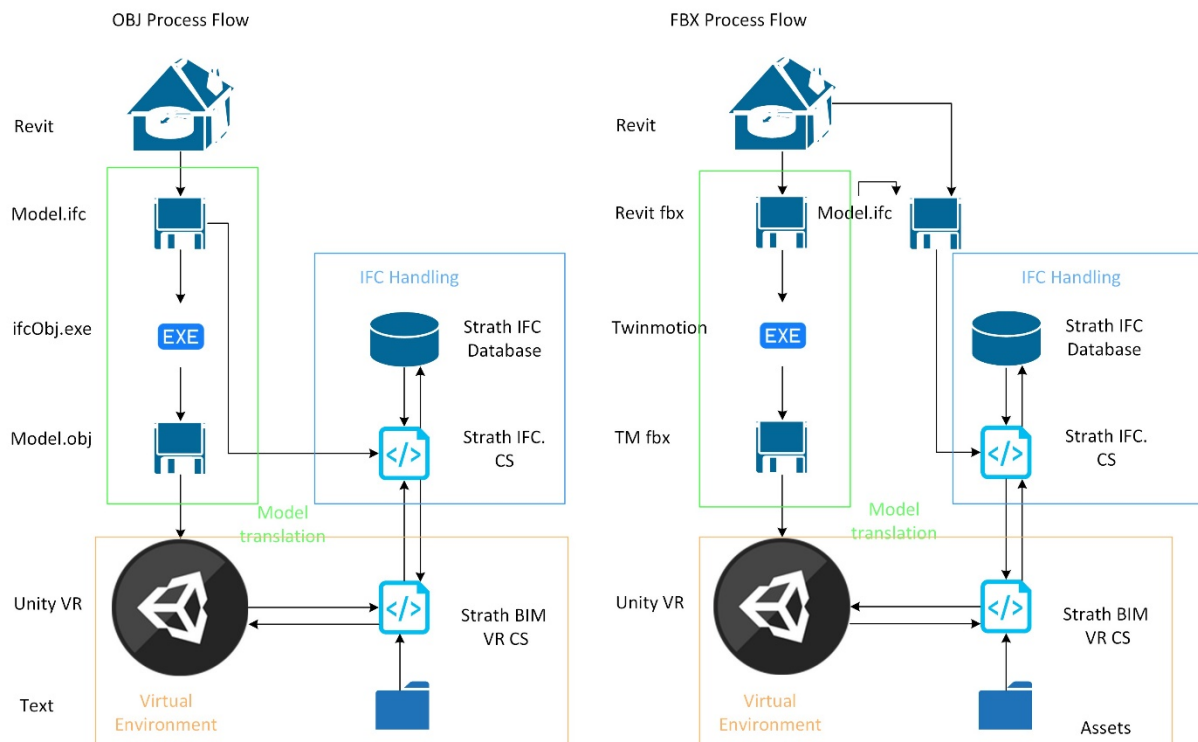 OBJ Process Flow
FBX Process Flow
Revit
Model.ifc
IFC Handling
ifcObj.exe
EXE
Strath IFC
Database
Model.obj
</>
Strath IFC.
CS
Model
translation
Unity VR
</>
Strath BIM
VR CS
Text
Virtual
Environment
Revit
Revit fbx
Model.ifc
IFC Handling
Twinmotion
EXE
Strath IFC
Database
TM fbx
</>
Strath IFC.
CS
Model
translation
Unity VR
</>
Strath BIM
VR CS
Virtual
Environment
Assets